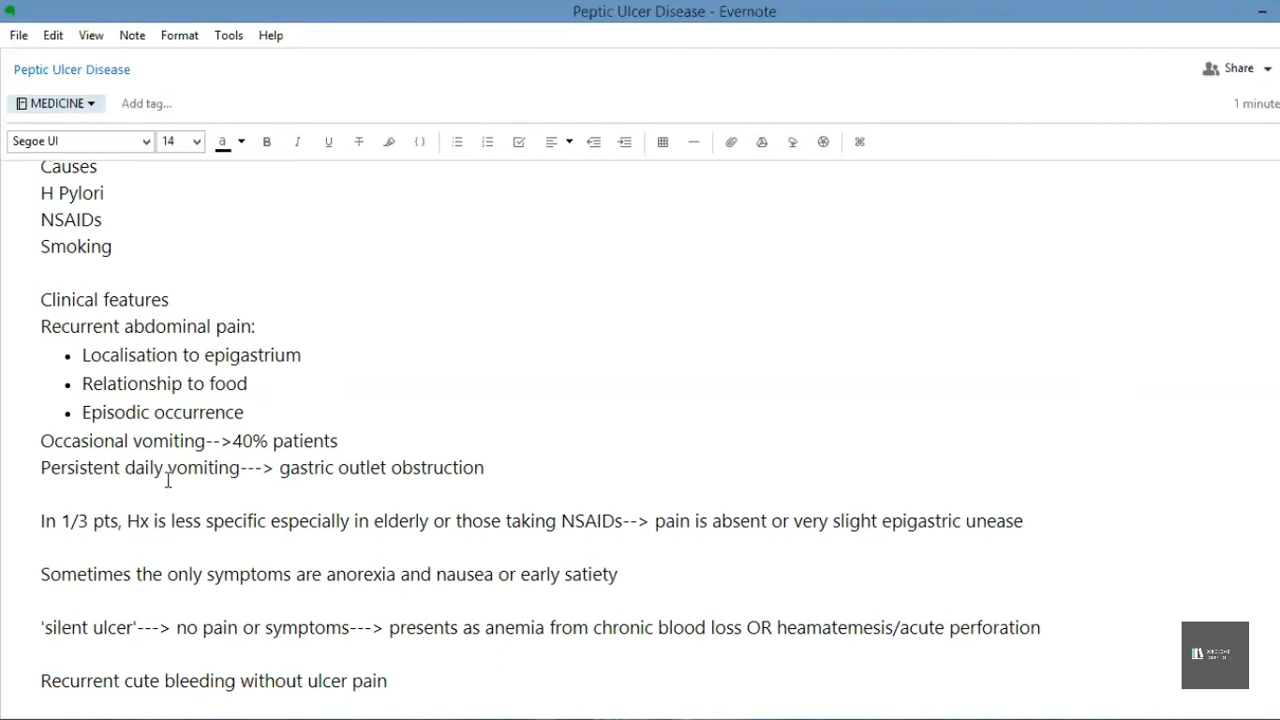 Peptic Ulcer Disease - Evernote
File Edit View Note Format Tools Help
Peptic Ulcer Disease
Share
MEDICINE
Add tag...
1 minute
Segoe UI
14
a B I U T { }
Causes
H Pylori
NSAIDs
Smoking
Clinical features
Recurrent abdominal pain:
• Localisation to epigastrium
• Relationship to food
• Episodic occurrence
Occasional vomiting-->40% patients
Persistent daily vomiting---> gastric outlet obstruction
In 1/3 pts, Hx is less specific especially in elderly or those taking NSAIDs--> pain is absent or very slight epigastric unease
Sometimes the only symptoms are anorexia and nausea or early satiety
'silent ulcer'---> no pain or symptoms---> presents as anemia from chronic blood loss OR heamatemesis/acute perforation
Recurrent cute bleeding without ulcer pain